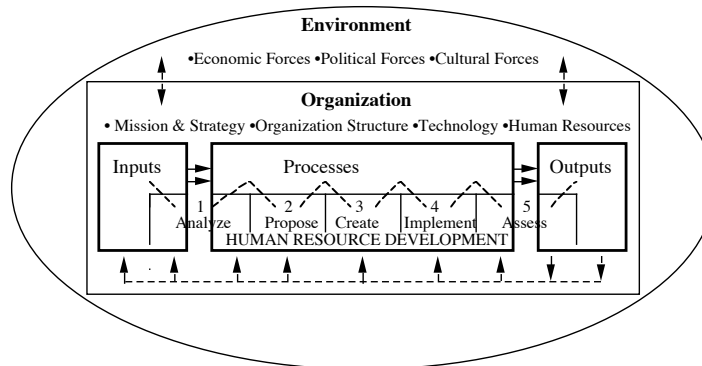 Environment
•Economic Forces •Political Forces •Cultural Forces
Organization
• Mission & Strategy •Organization Structure •Technology •Human Resources
Inputs Processes Outputs
1 2 3 4 5
Analyze Propose Create Implement Assess
HUMAN RESOURCE DEVELOPMENT